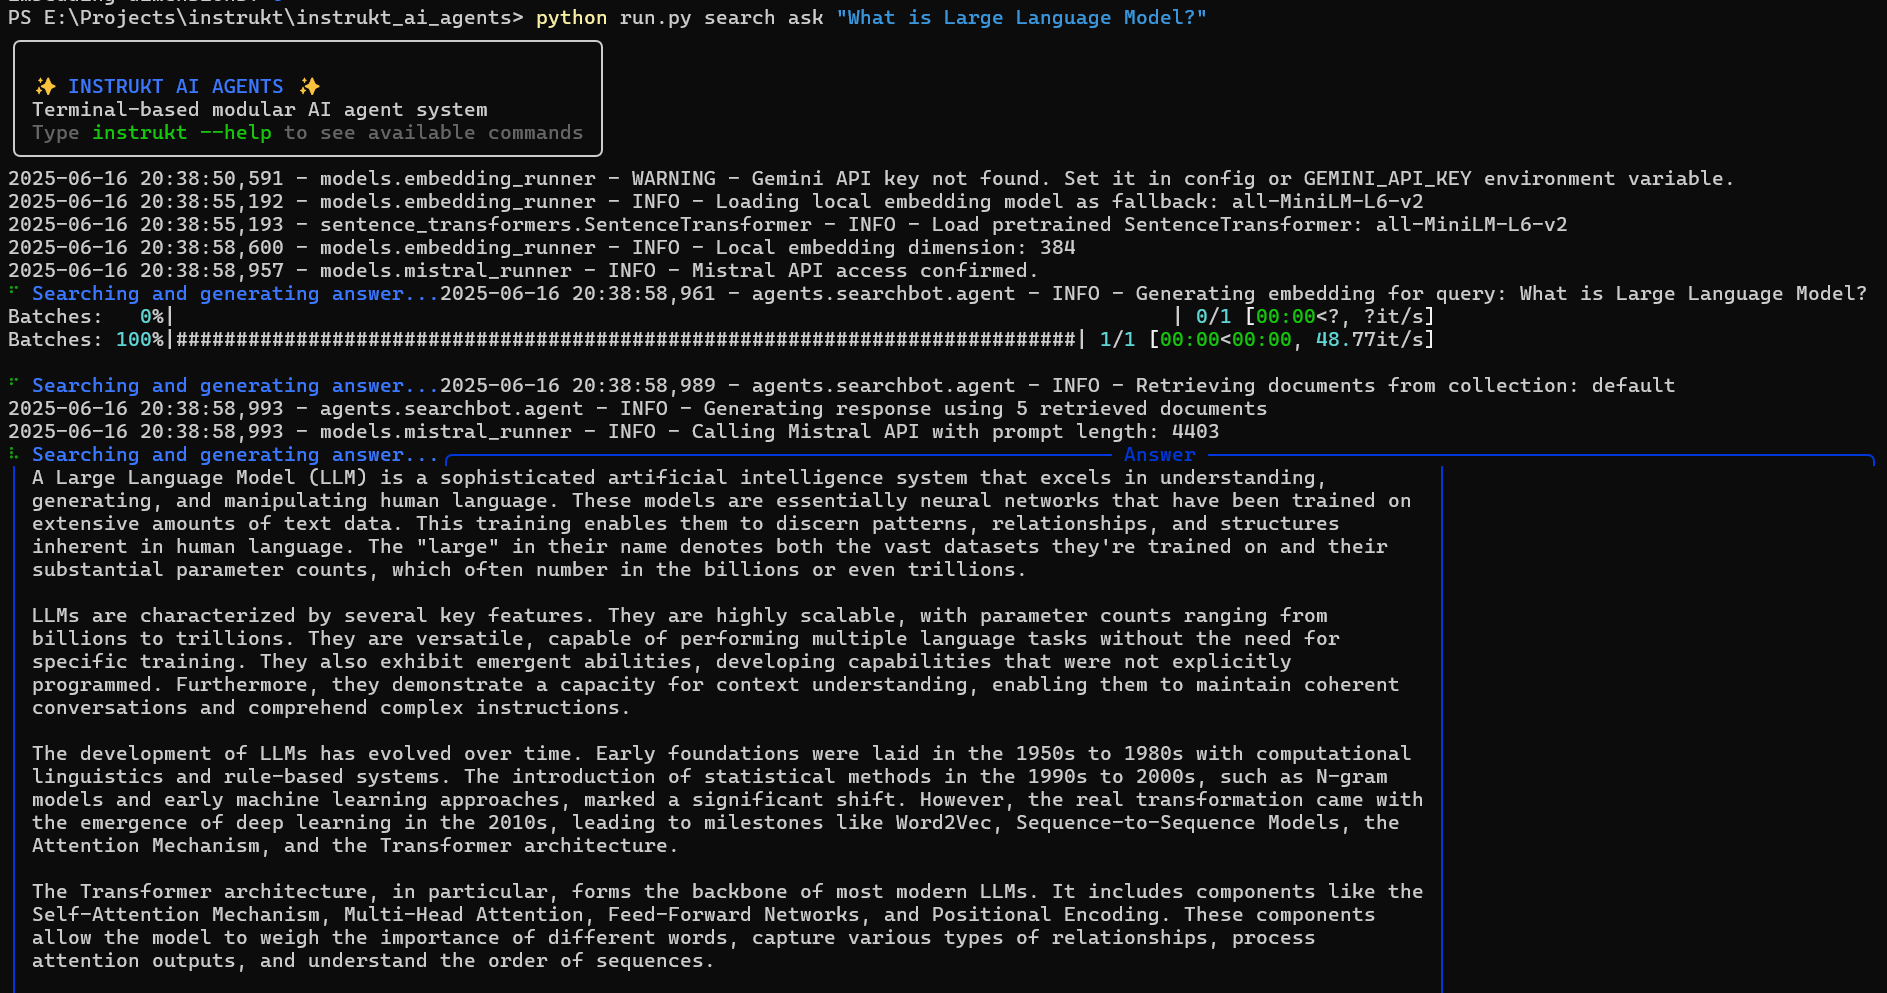 PS E:\Projects\instrukt\instrukt_ai_agents> python run.py search ask "What is Large Language Model?"
✨ INSTRUKT AI AGENTS ✨
Terminal-based modular AI agent system
Type instrukt --help to see available commands
2025-06-16 20:38:50,591 - models.embedding_runner - WARNING - Gemini API key not found. Set it in config or GEMINI_API_KEY environment variable.
2025-06-16 20:38:55,192 - models.embedding_runner - INFO - Loading local embedding model as fallback: all-MiniLM-L6-v2
2025-06-16 20:38:55,193 - sentence_transformers.SentenceTransformer - INFO - Load pretrained SentenceTransformer: all-MiniLM-L6-v2
2025-06-16 20:38:58,600 - models.embedding_runner - INFO - Local embedding dimension: 384
2025-06-16 20:38:58,957 - models.mistral_runner - INFO - Mistral API access confirmed.
Searching and generating answer...2025-06-16 20:38:58,961 - agents.searchbot.agent - INFO - Generating embedding for query: What is Large Language Model?
Batches:   0%|                                                                           | 0/1 [00:00<?, ?it/s]
Batches: 100%|###########################################################################| 1/1 [00:00<00:00, 48.77it/s]
Searching and generating answer...2025-06-16 20:38:58,989 - agents.searchbot.agent - INFO - Retrieving documents from collection: default
2025-06-16 20:38:58,993 - agents.searchbot.agent - INFO - Generating response using 5 retrieved documents
2025-06-16 20:38:58,993 - models.mistral_runner - INFO - Calling Mistral API with prompt length: 4403
Searching and generating answer... Answer
A Large Language Model (LLM) is a sophisticated artificial intelligence system that excels in understanding,
generating, and manipulating human language. These models are essentially neural networks that have been trained on
extensive amounts of text data. This training enables them to discern patterns, relationships, and structures
inherent in human language. The "large" in their name denotes both the vast datasets they're trained on and their
substantial parameter counts, which often number in the billions or even trillions.
LLMs are characterized by several key features. They are highly scalable, with parameter counts ranging from
billions to trillions. They are versatile, capable of performing multiple language tasks without the need for
specific training. They also exhibit emergent abilities, developing capabilities that were not explicitly
programmed. Furthermore, they demonstrate a capacity for context understanding, enabling them to maintain coherent
conversations and comprehend complex instructions.
The development of LLMs has evolved over time. Early foundations were laid in the 1950s to 1980s with computational
linguistics and rule-based systems. The introduction of statistical methods in the 1990s to 2000s, such as N-gram
models and early machine learning approaches, marked a significant shift. However, the real transformation came with
the emergence of deep learning in the 2010s, leading to milestones like Word2Vec, Sequence-to-Sequence Models, the
Attention Mechanism, and the Transformer architecture.
The Transformer architecture, in particular, forms the backbone of most modern LLMs. It includes components like the
Self-Attention Mechanism, Multi-Head Attention, Feed-Forward Networks, and Positional Encoding. These components
allow the model to weigh the importance of different words, capture various types of relationships, process
attention outputs, and understand the order of sequences.